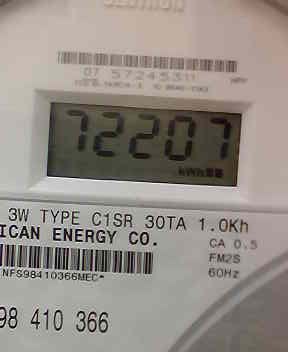 CENTRON
07 57245311
72207
kWh
3W TYPE C1SR 30TA 1.0Kh
ICAN ENERGY CO.
CA 0.5
FM2S
NFS98410366MEC*
60Hz
98 410 366